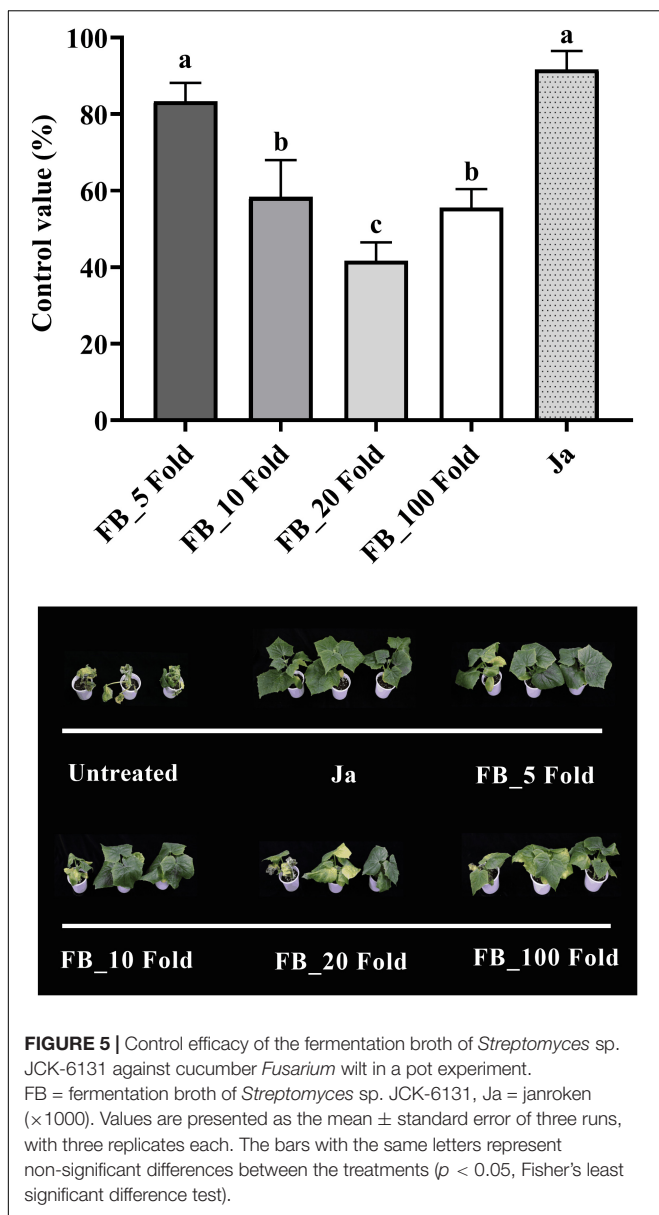 100
80
60
40
20
0
Control value (%)
a
b
c
b
a
FB_5 Fold
FB_10 Fold
FB_20 Fold
FB_100 Fold
Ja
Untreated
Ja
FB_5 Fold
FB_10 Fold
FB_20 Fold
FB_100 Fold
FIGURE 5 | Control efficacy of the fermentation broth of Streptomyces sp.
JCK-6131 against cucumber Fusarium wilt in a pot experiment.
FB = fermentation broth of Streptomyces sp. JCK-6131, Ja = janroken
(×1000). Values are presented as the mean ± standard error of three runs,
with three replicates each. The bars with the same letters represent
non-significant differences between the treatments (p < 0.05, Fisher's least
significant difference test).